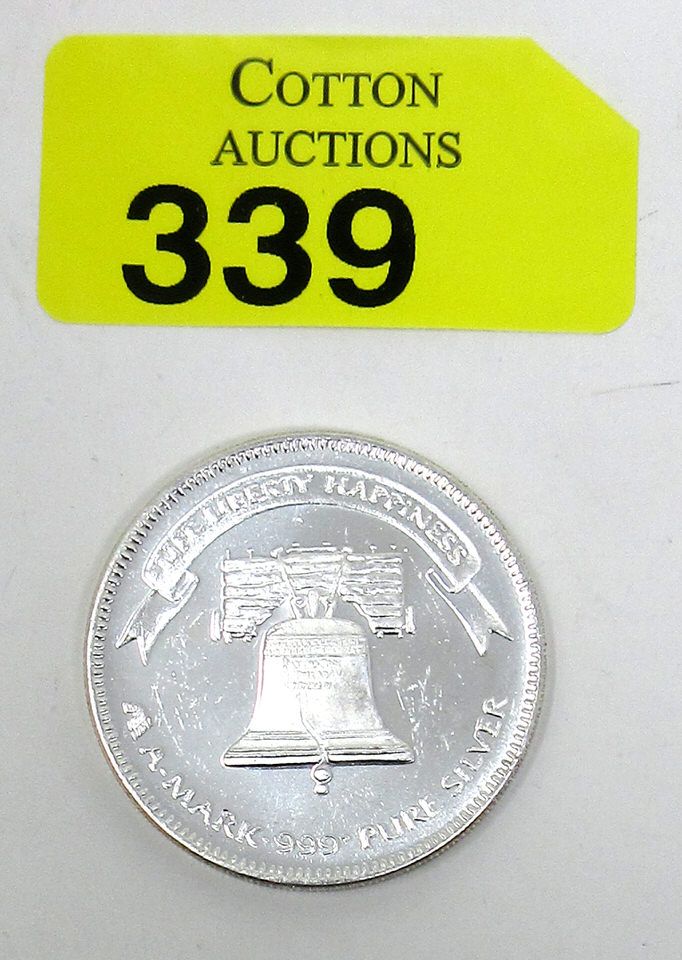 COTTON
AUCTIONS
339
LIFE LIBERTY HAPPINESS
A-MARK .999+ PURE SILVER